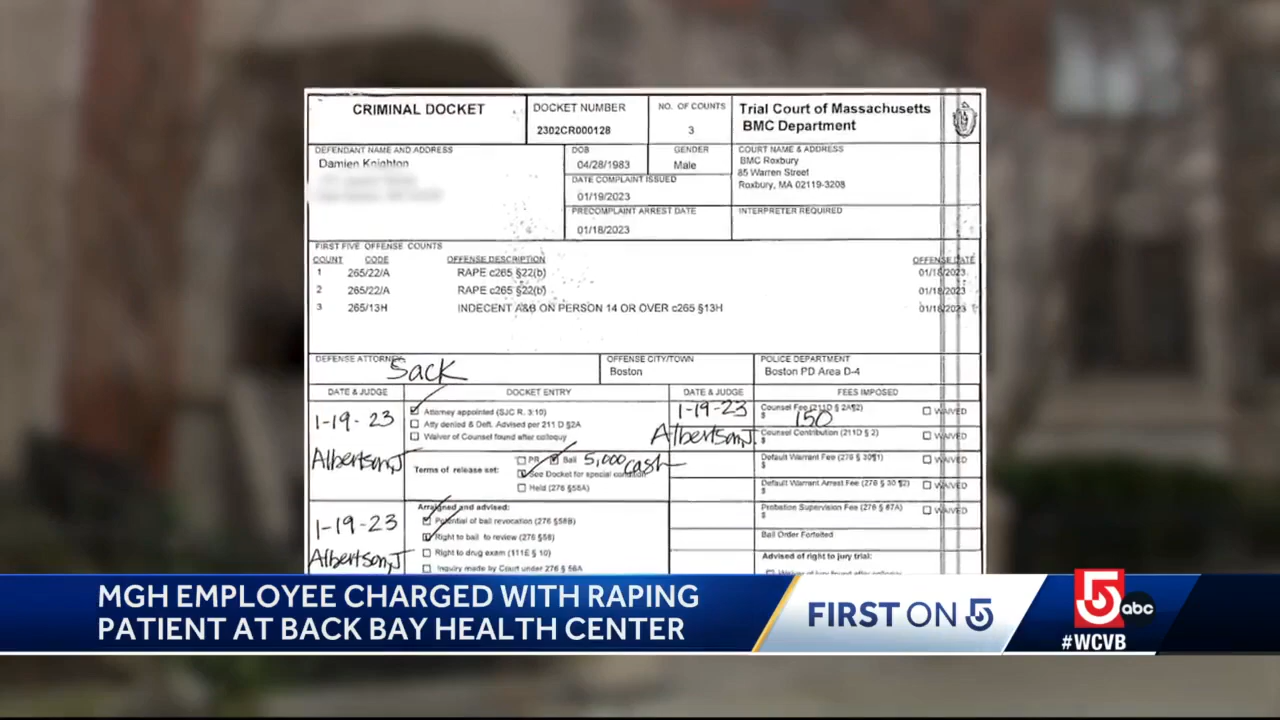 CRIMINAL DOCKET
DOCKET NUMBER
2302CR000128
NO. OF COUNTS
3
Trial Court of Massachusetts
BMC Department
DEFENDANT NAME AND ADDRESS
Damien Knighton
DOB
04/28/1983
GENDER
Male
COURT NAME & ADDRESS
BMC Roxbury
85 Warren Street
Roxbury, MA 02119-3208
DATE COMPLAINT ISSUED
01/19/2023
PRECOMPLAINT ARREST DATE
01/18/2023
INTERPRETER REQUIRED
FIRST FIVE OFFENSE COUNTS
COUNT CODE OFFENSE DESCRIPTION OFFENSE DATE
1 265/22/A RAPE c265 §22(b) 01/18/2023
2 265/22/A RAPE c265 §22(b) 01/18/2023
3 265/13H INDECENT A&B ON PERSON 14 OR OVER c265 §13H 01/18/2023
DEFENSE ATTORNEY
Sack
OFFENSE CITY/TOWN
Boston
POLICE DEPARTMENT
Boston PD Area D-4
DATE & JUDGE DOCKET ENTRY DATE & JUDGE FEES IMPOSED
1-19-23
Albertson, J
Attorney appointed (SJC R. 3:10)
Atty denied & Deft. Advised per 211 D §2A
Waiver of Counsel found after colloquy
1-19-23
Albertson, J.
Counsel Fee (211D § 2A¶2)
$ 150
WAIVED
Counsel Contribution (211D § 2)
$
WAIVED
Terms of release set:
PR Bail 5,000 cash
See Docket for special condition
Held (276 §58A)
Default Warrant Fee (276 § 30¶1)
$
WAIVED
Default Warrant Arrest Fee (276 § 30 ¶2)
$
WAIVED
1-19-23
Albertson, J
Arraigned and advised:
Potential of bail revocation (276 §58B)
Right to bail to review (276 §58)
Right to drug exam (111E § 10)
Inquiry made by Court under 276 § 56A
Probation Supervision Fee (276 § 87A)
$
WAIVED
Bail Order Forfeited
Advised of right to jury trial:
MGH EMPLOYEE CHARGED WITH RAPING
PATIENT AT BACK BAY HEALTH CENTER
FIRST ON 5
5 abc
#WCVB